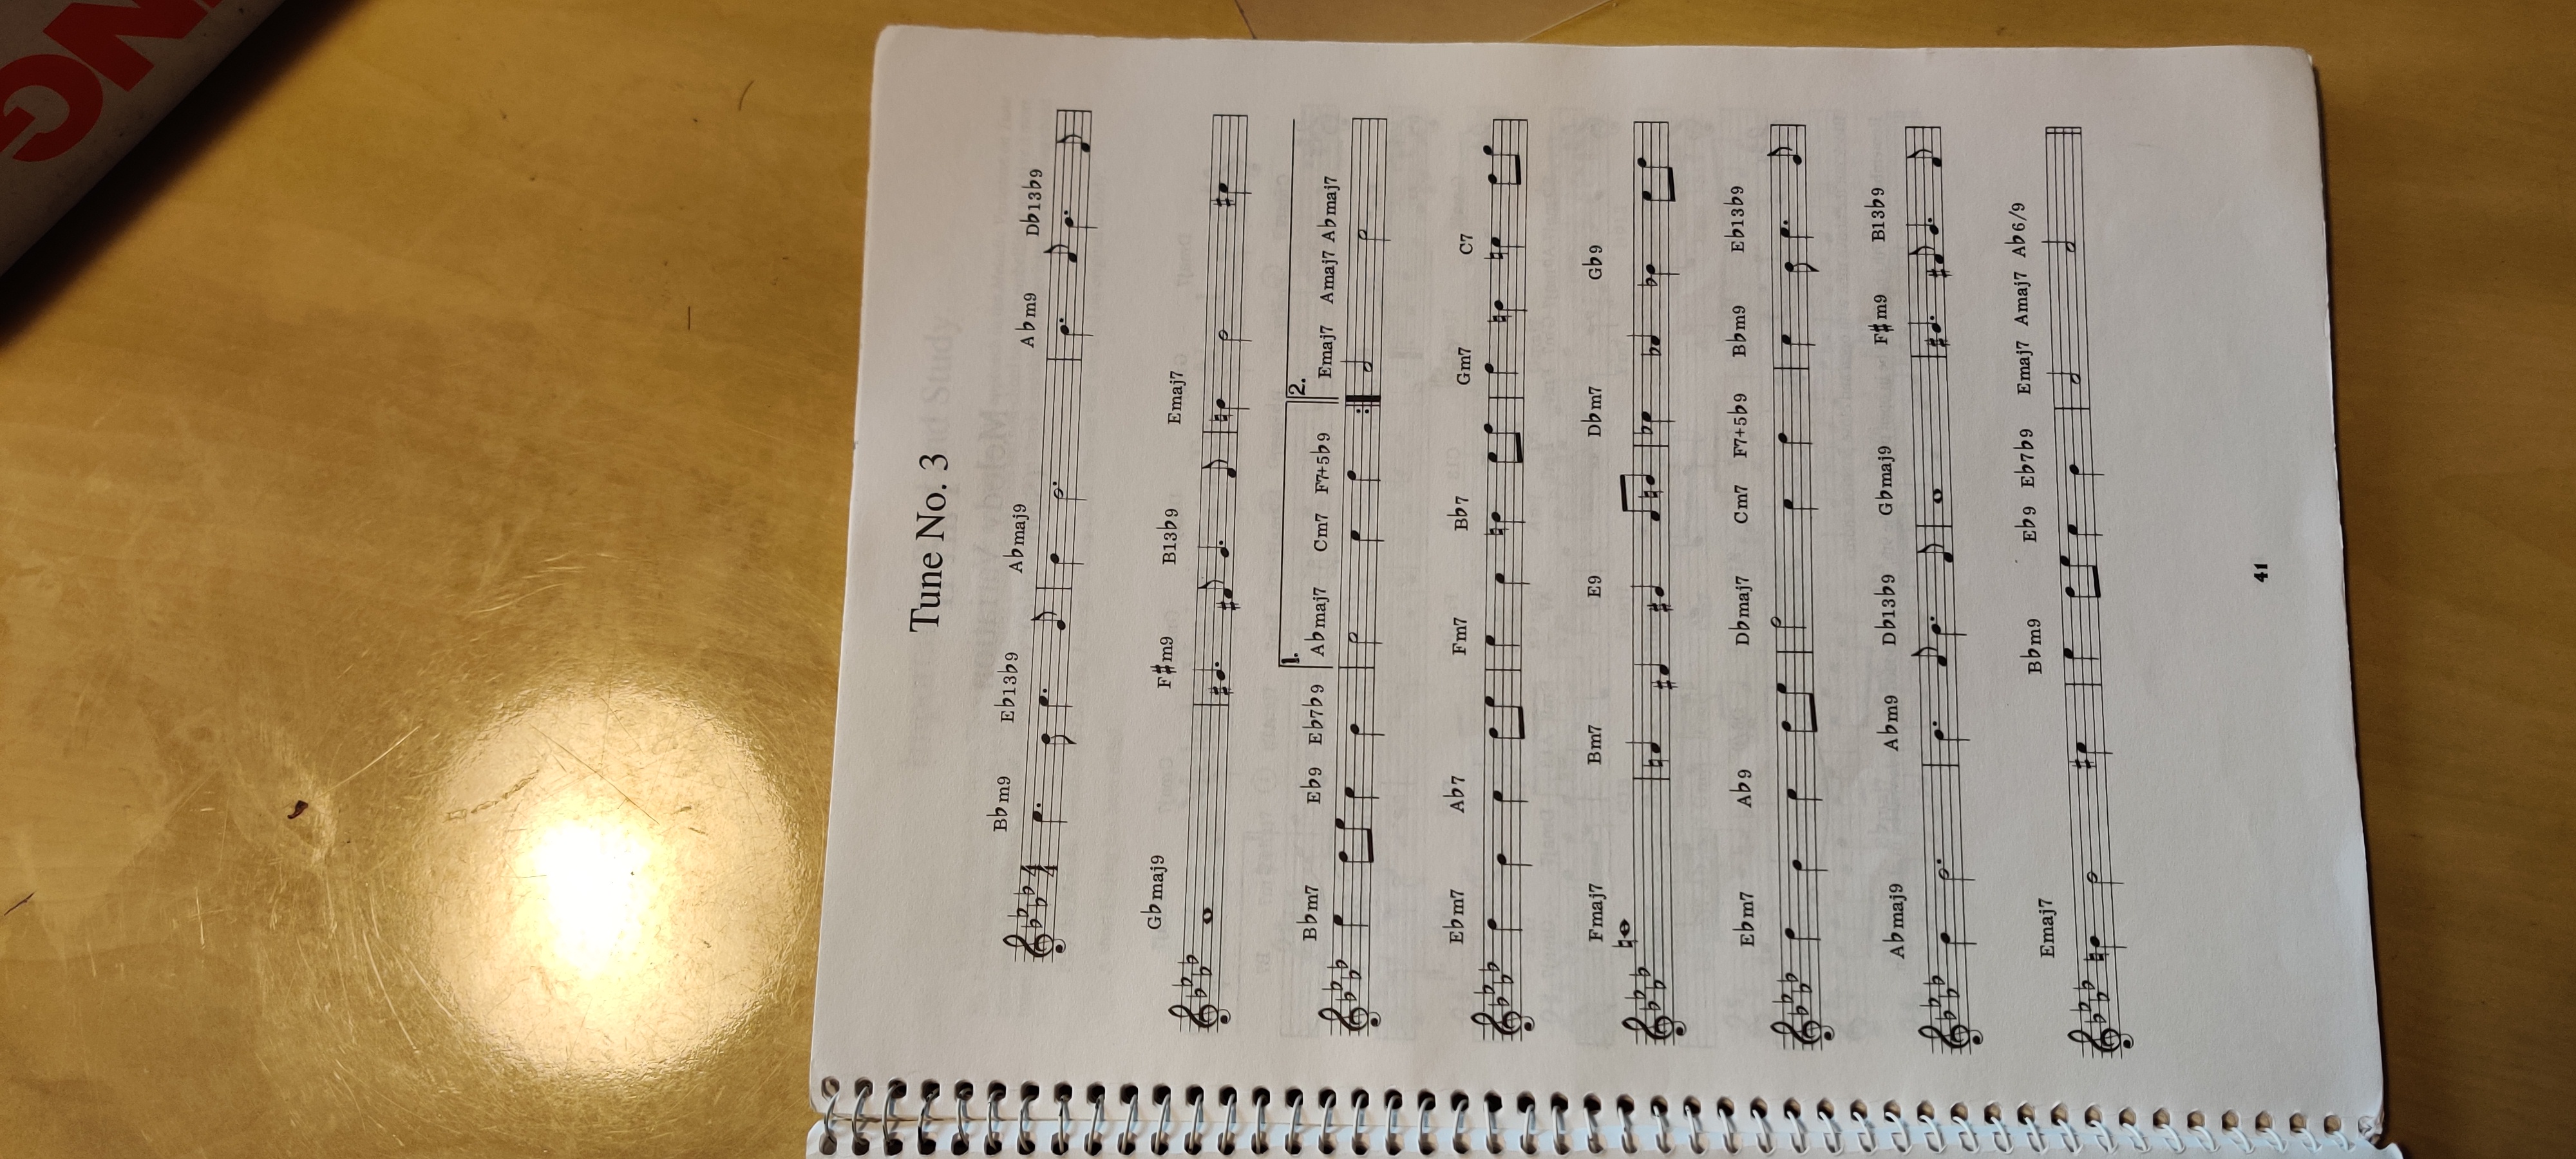 NG
Tune No. 3
B♭m9 E♭13♭9 A♭maj9 A♭m9 D♭13♭9
4
4
G♭maj9 F♯m9 B13♭9 Emaj7
1. 2.
B♭m7 E♭9 E♭7♭9 A♭maj7 Cm7 F7+5♭9 Emaj7 Amaj7 A♭maj7
E♭m7 A♭7 Fm7 B♭7 Gm7 C7
Fmaj7 Bm7 E9 D♭m7 G♭9
E♭m7 A♭9 D♭maj7 Cm7 F7+5♭9 B♭m9 E♭13♭9
A♭maj9 A♭m9 D♭13♭9 G♭maj9 F♯m9 B13♭9
Emaj7 B♭m9 E♭9 E♭7♭9 Emaj7 Amaj7 A♭6/9
41